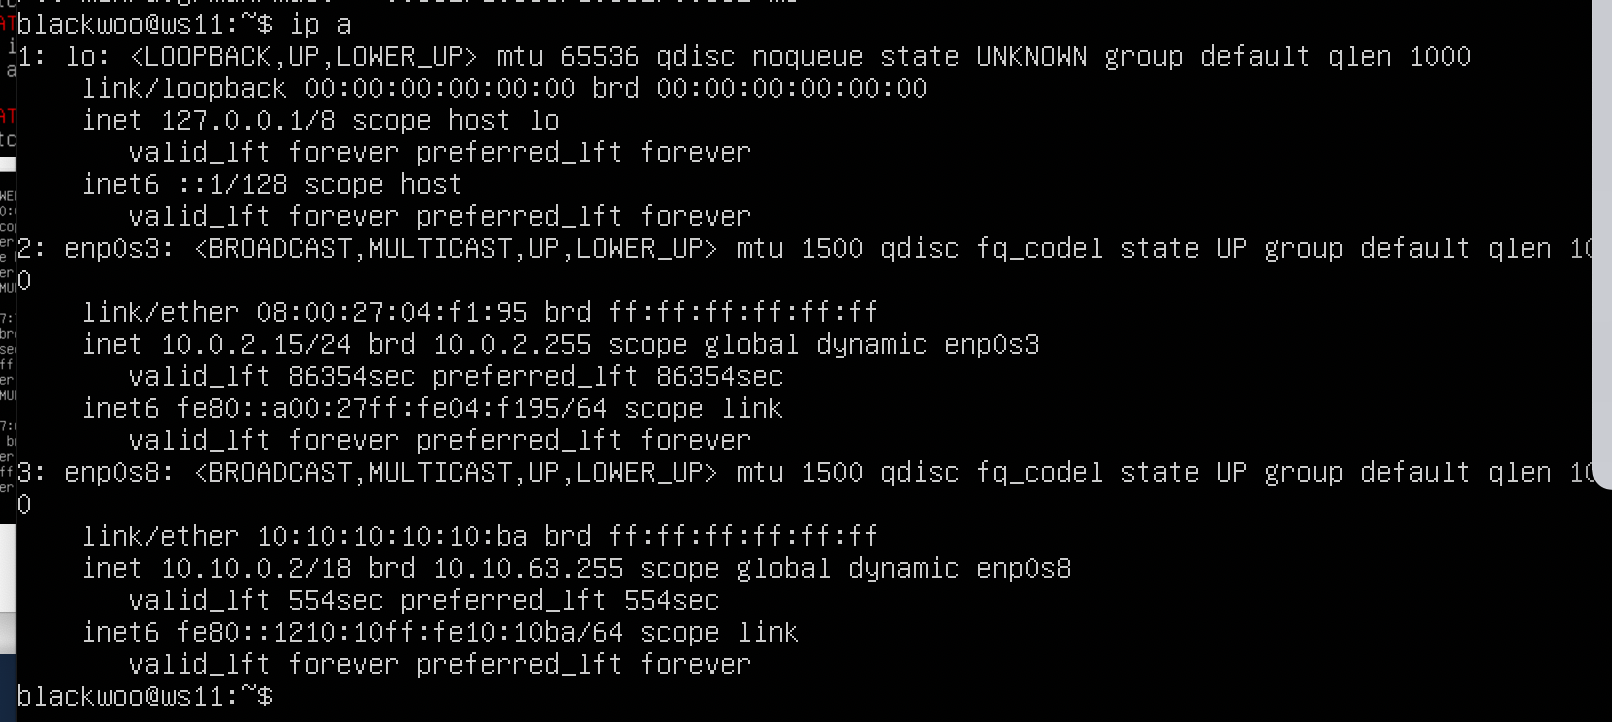 blackwoo@ws11:~$ ip a
1: lo: <LOOPBACK,UP,LOWER_UP> mtu 65536 qdisc noqueue state UNKNOWN group default qlen 1000
    link/loopback 00:00:00:00:00:00 brd 00:00:00:00:00:00
    inet 127.0.0.1/8 scope host lo
       valid_lft forever preferred_lft forever
    inet6 ::1/128 scope host
       valid_lft forever preferred_lft forever
2: enp0s3: <BROADCAST,MULTICAST,UP,LOWER_UP> mtu 1500 qdisc fq_codel state UP group default qlen 10
0
    link/ether 08:00:27:04:f1:95 brd ff:ff:ff:ff:ff:ff
    inet 10.0.2.15/24 brd 10.0.2.255 scope global dynamic enp0s3
       valid_lft 86354sec preferred_lft 86354sec
    inet6 fe80::a00:27ff:fe04:f195/64 scope link
       valid_lft forever preferred_lft forever
3: enp0s8: <BROADCAST,MULTICAST,UP,LOWER_UP> mtu 1500 qdisc fq_codel state UP group default qlen 10
0
    link/ether 10:10:10:10:10:ba brd ff:ff:ff:ff:ff:ff
    inet 10.10.0.2/18 brd 10.10.63.255 scope global dynamic enp0s8
       valid_lft 554sec preferred_lft 554sec
    inet6 fe80::1210:10ff:fe10:10ba/64 scope link
       valid_lft forever preferred_lft forever
blackwoo@ws11:~$